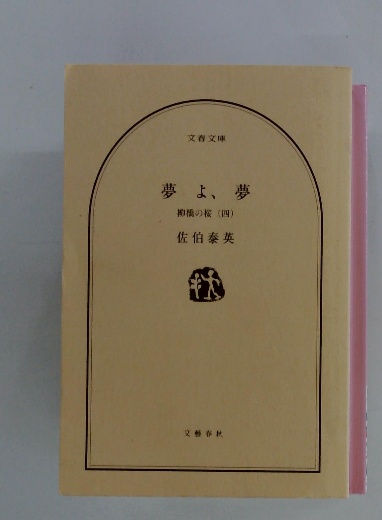 文春文庫
夢よ、夢
柳橋の桜（四）
佐伯泰英
文藝春秋